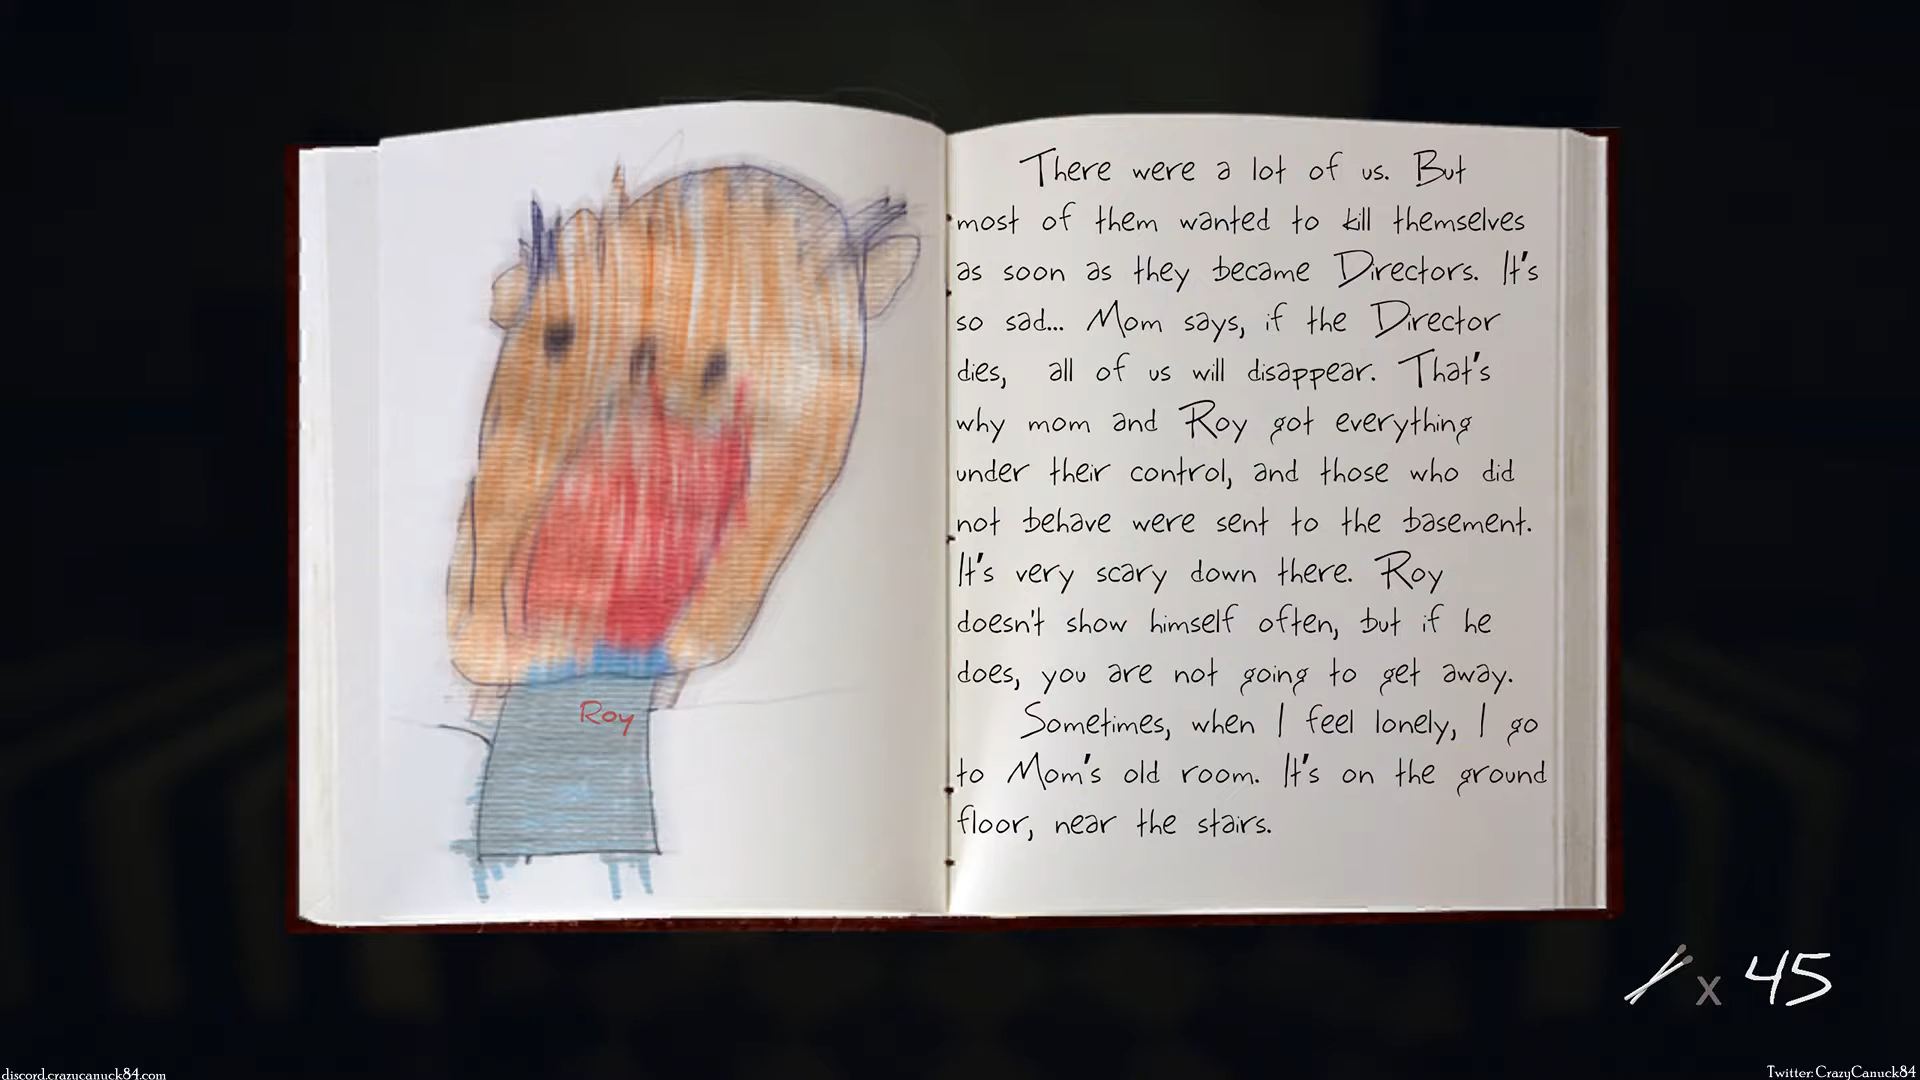 There were a lot of us. But
most of them wanted to kill themselves
as soon as they became Directors. It's
so sad... Mom says, if the Director
dies, all of us will disappear. That's
why mom and Roy got everything
under their control, and those who did
not behave were sent to the basement.
It's very scary down there. Roy
doesn't show himself often, but if he
does, you are not going to get away.
Sometimes, when I feel lonely, I go
to Mom's old room. It's on the ground
floor, near the stairs.
Roy
x 45
discord.crazycanuck84.com
Twitter:CrazyCanuck84